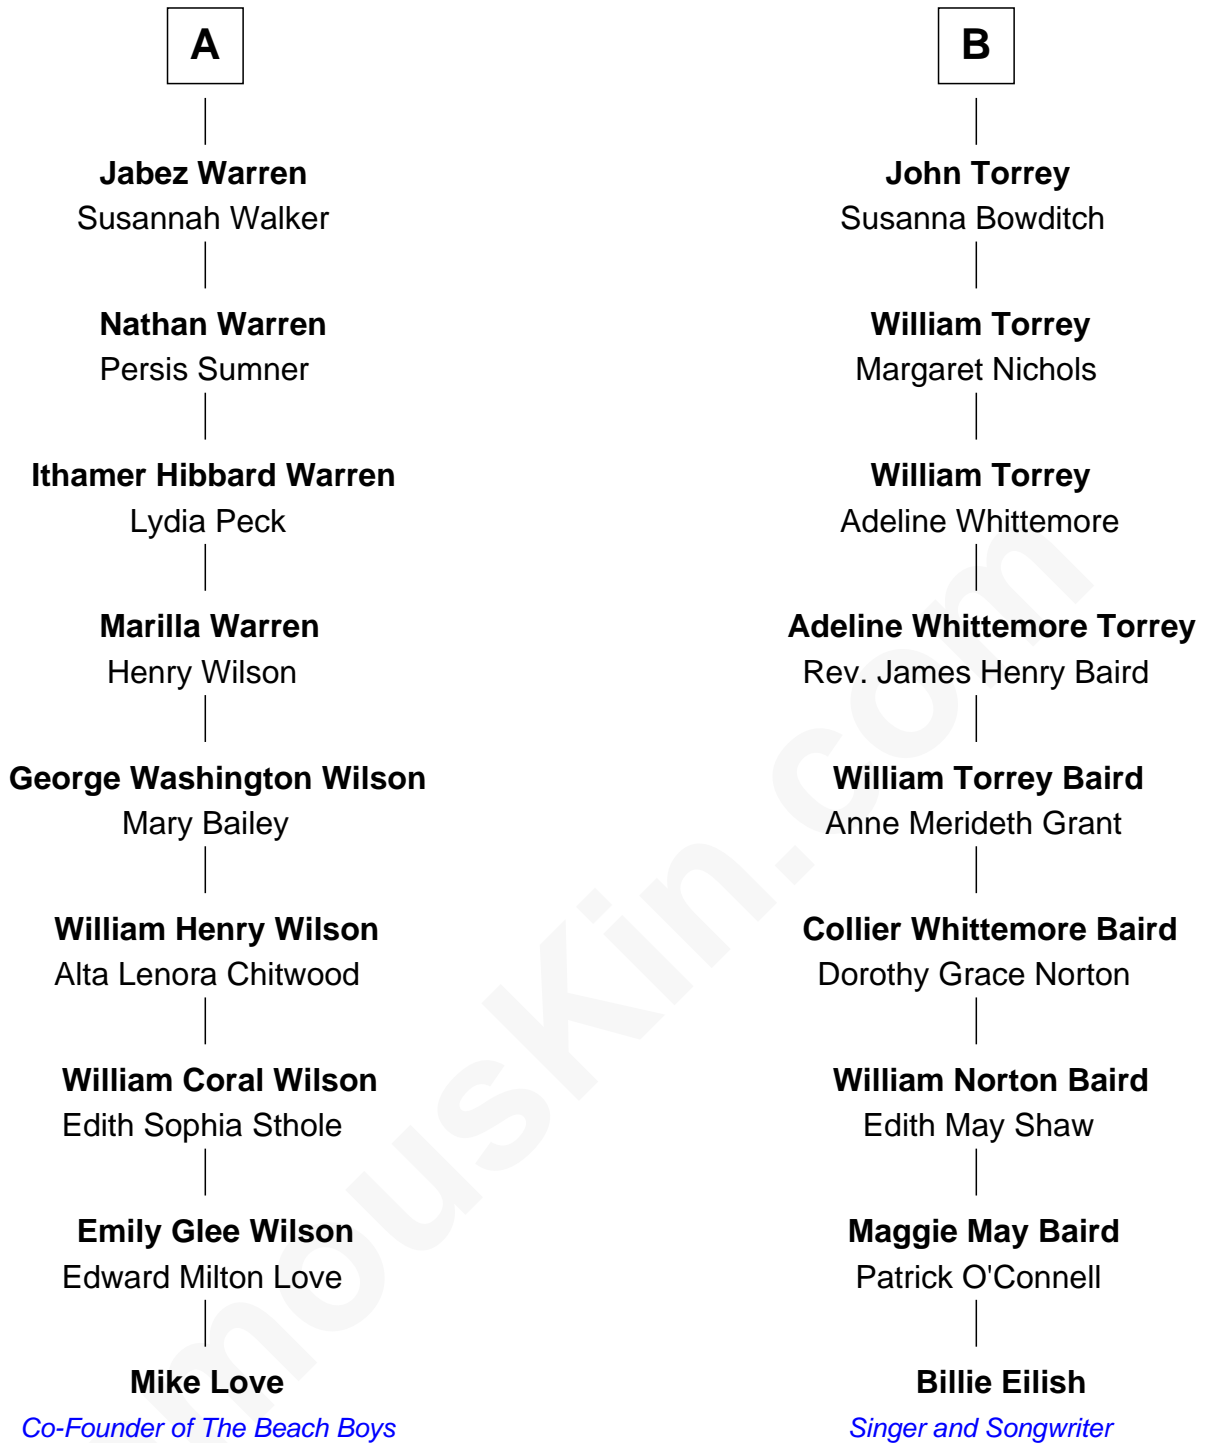 A
Jabez Warren
Susannah Walker
Nathan Warren
Persis Sumner
Ithamer Hibbard Warren
Lydia Peck
Marilla Warren
Henry Wilson
George Washington Wilson
Mary Bailey
William Henry Wilson
Alta Lenora Chitwood
William Coral Wilson
Edith Sophia Sthole
Emily Glee Wilson
Edward Milton Love
Mike Love
Co-Founder of The Beach Boys
B
John Torrey
Susanna Bowditch
William Torrey
Margaret Nichols
William Torrey
Adeline Whittemore
Adeline Whittemore Torrey
Rev. James Henry Baird
William Torrey Baird
Anne Merideth Grant
Collier Whittemore Baird
Dorothy Grace Norton
William Norton Baird
Edith May Shaw
Maggie May Baird
Patrick O'Connell
Billie Eilish
Singer and Songwriter
mousKin.com